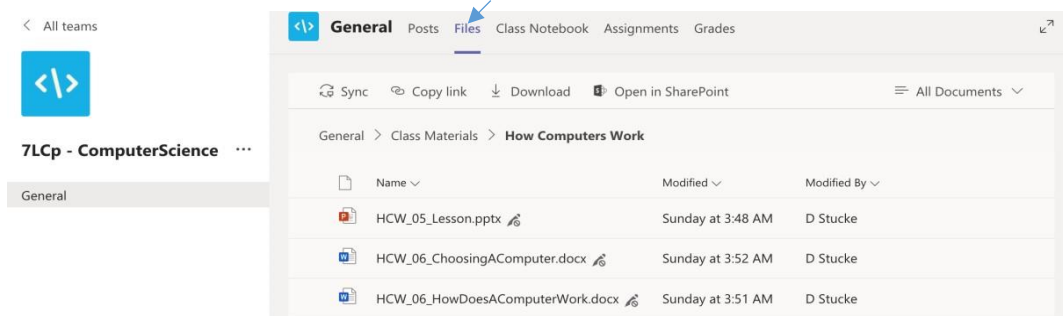 < All teams
General Posts Files Class Notebook Assignments Grades
Sync Copy link Download Open in SharePoint All Documents
General > Class Materials > How Computers Work
7LCp - ComputerScience ...
General
Name Modified Modified By
HCW_05_Lesson.pptx Sunday at 3:48 AM D Stucke
HCW_06_ChoosingAComputer.docx Sunday at 3:52 AM D Stucke
HCW_06_HowDoesAComputerWork.docx Sunday at 3:51 AM D Stucke